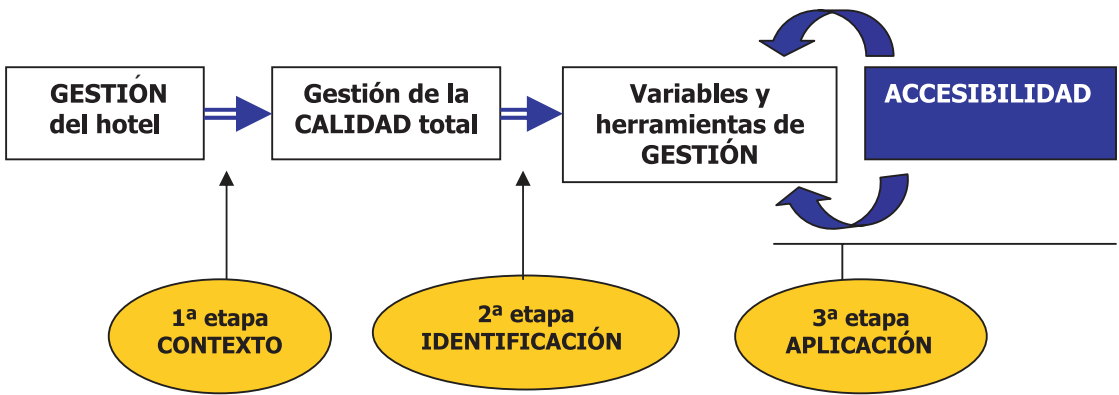 GESTIÓN
del hotel
Gestión de la
CALIDAD total
Variables y
herramientas de
GESTIÓN
ACCESIBILIDAD
1ª etapa
CONTEXTO
2ª etapa
IDENTIFICACIÓN
3ª etapa
APLICACIÓN